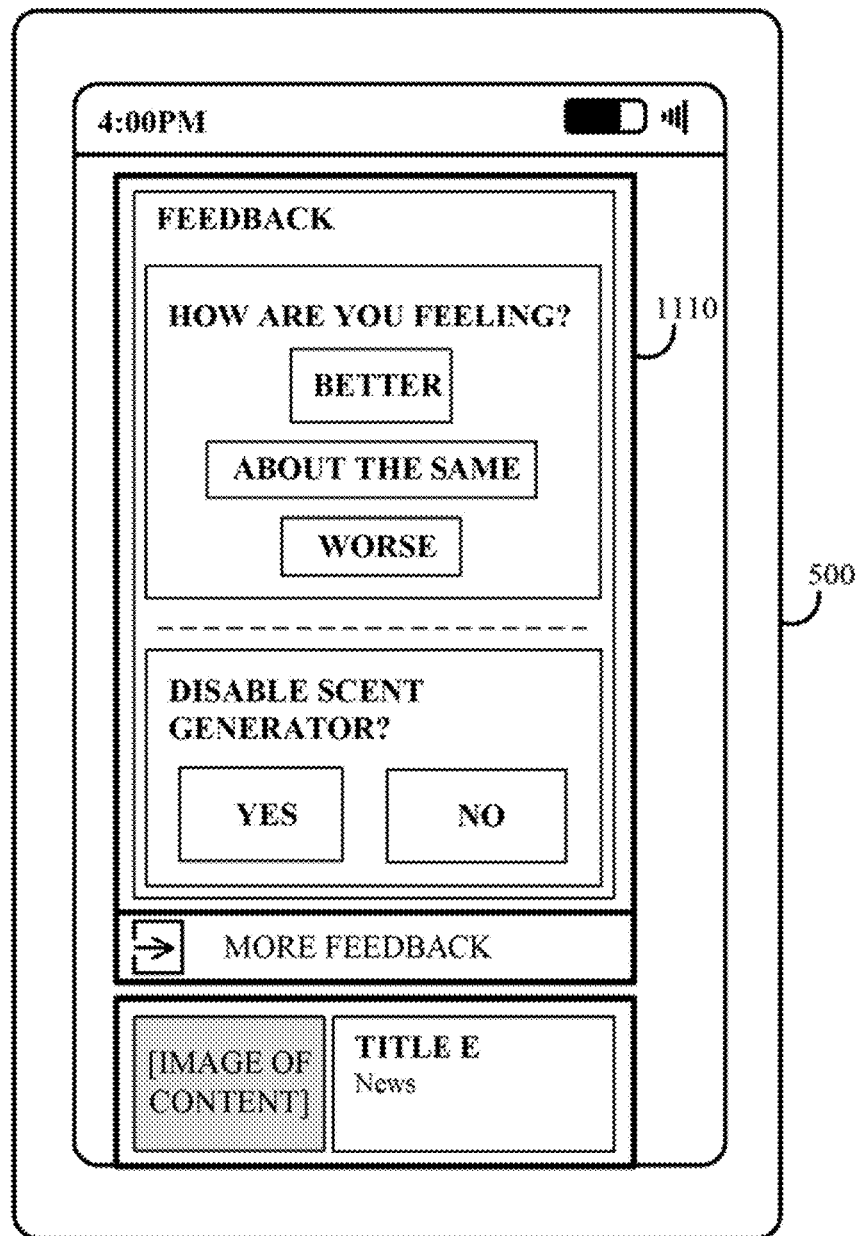 4:00PM
FEEDBACK
HOW ARE YOU FEELING?
1110
BETTER
ABOUT THE SAME
WORSE
500
DISABLE SCENT
GENERATOR?
YES NO
MORE FEEDBACK
[IMAGE OF
CONTENT]
TITLE E
News